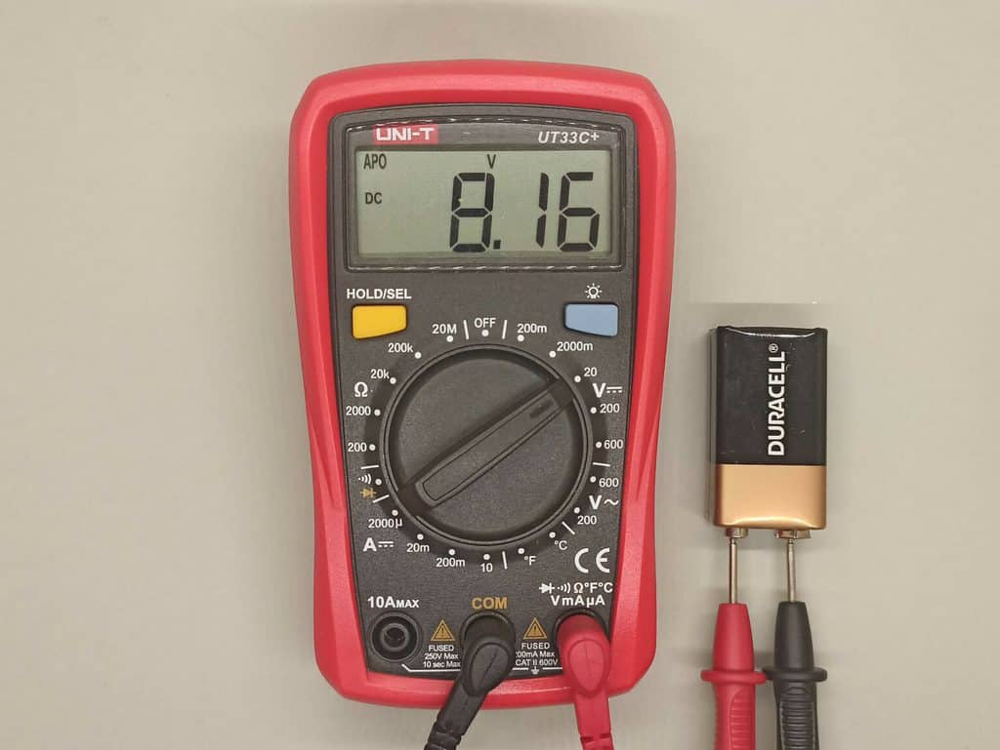 UNI-T
UT33C+
APO
V
DC
8.16
HOLD/SEL
20M
OFF
200m
200k
2000m
20k
20
Ω
V⎓
2000
200
200
600
600
V~
2000µ
200
A⎓
20m
°C
200m
10
°F
CE
10AMAX
COM
Ω°F°C
VmAµA
FUSED
250V Max
10 sec Max
FUSED
200mA Max
CAT II 600V
DURACELL®